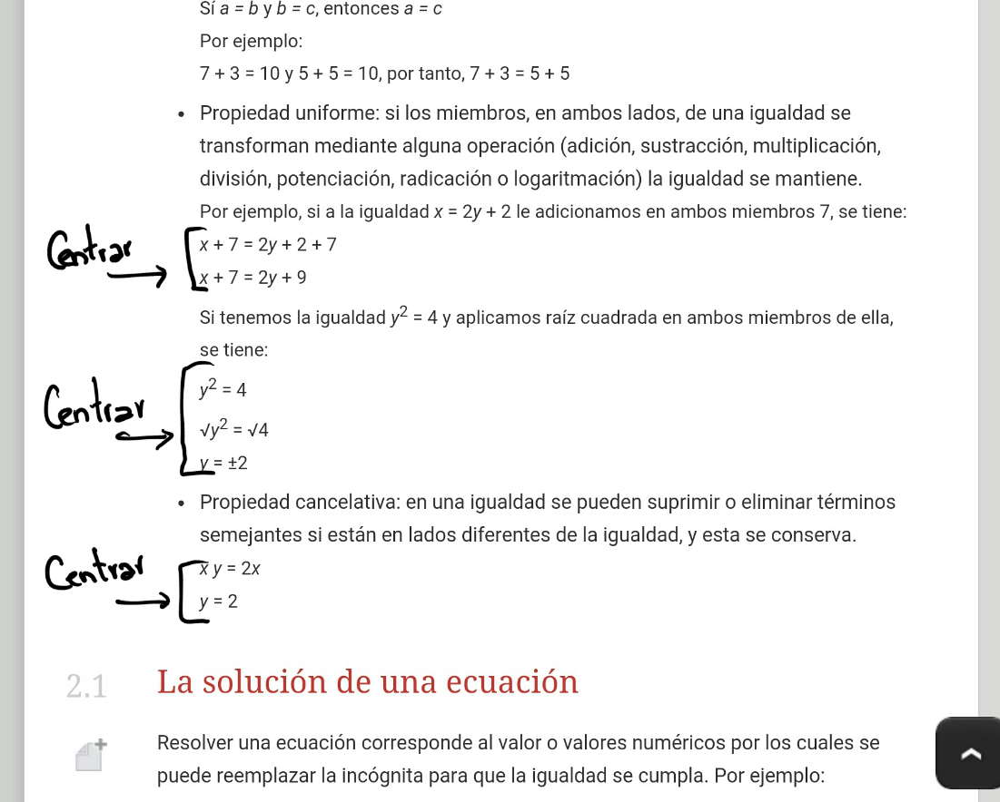 Sí a = b y b = c, entonces a = c
Por ejemplo:
7 + 3 = 10 y 5 + 5 = 10, por tanto, 7 + 3 = 5 + 5
• Propiedad uniforme: si los miembros, en ambos lados, de una igualdad se
transforman mediante alguna operación (adición, sustracción, multiplicación,
división, potenciación, radicación o logaritmación) la igualdad se mantiene.
Por ejemplo, si a la igualdad x = 2y + 2 le adicionamos en ambos miembros 7, se tiene:
Centrar
x + 7 = 2y + 2 + 7
x + 7 = 2y + 9
Si tenemos la igualdad y² = 4 y aplicamos raíz cuadrada en ambos miembros de ella,
se tiene:
Centrar
y² = 4
√y² = √4
y = ±2
• Propiedad cancelativa: en una igualdad se pueden suprimir o eliminar términos
semejantes si están en lados diferentes de la igualdad, y esta se conserva.
Centrar
x y = 2x
y = 2
2.1 La solución de una ecuación
Resolver una ecuación corresponde al valor o valores numéricos por los cuales se
puede reemplazar la incógnita para que la igualdad se cumpla. Por ejemplo: